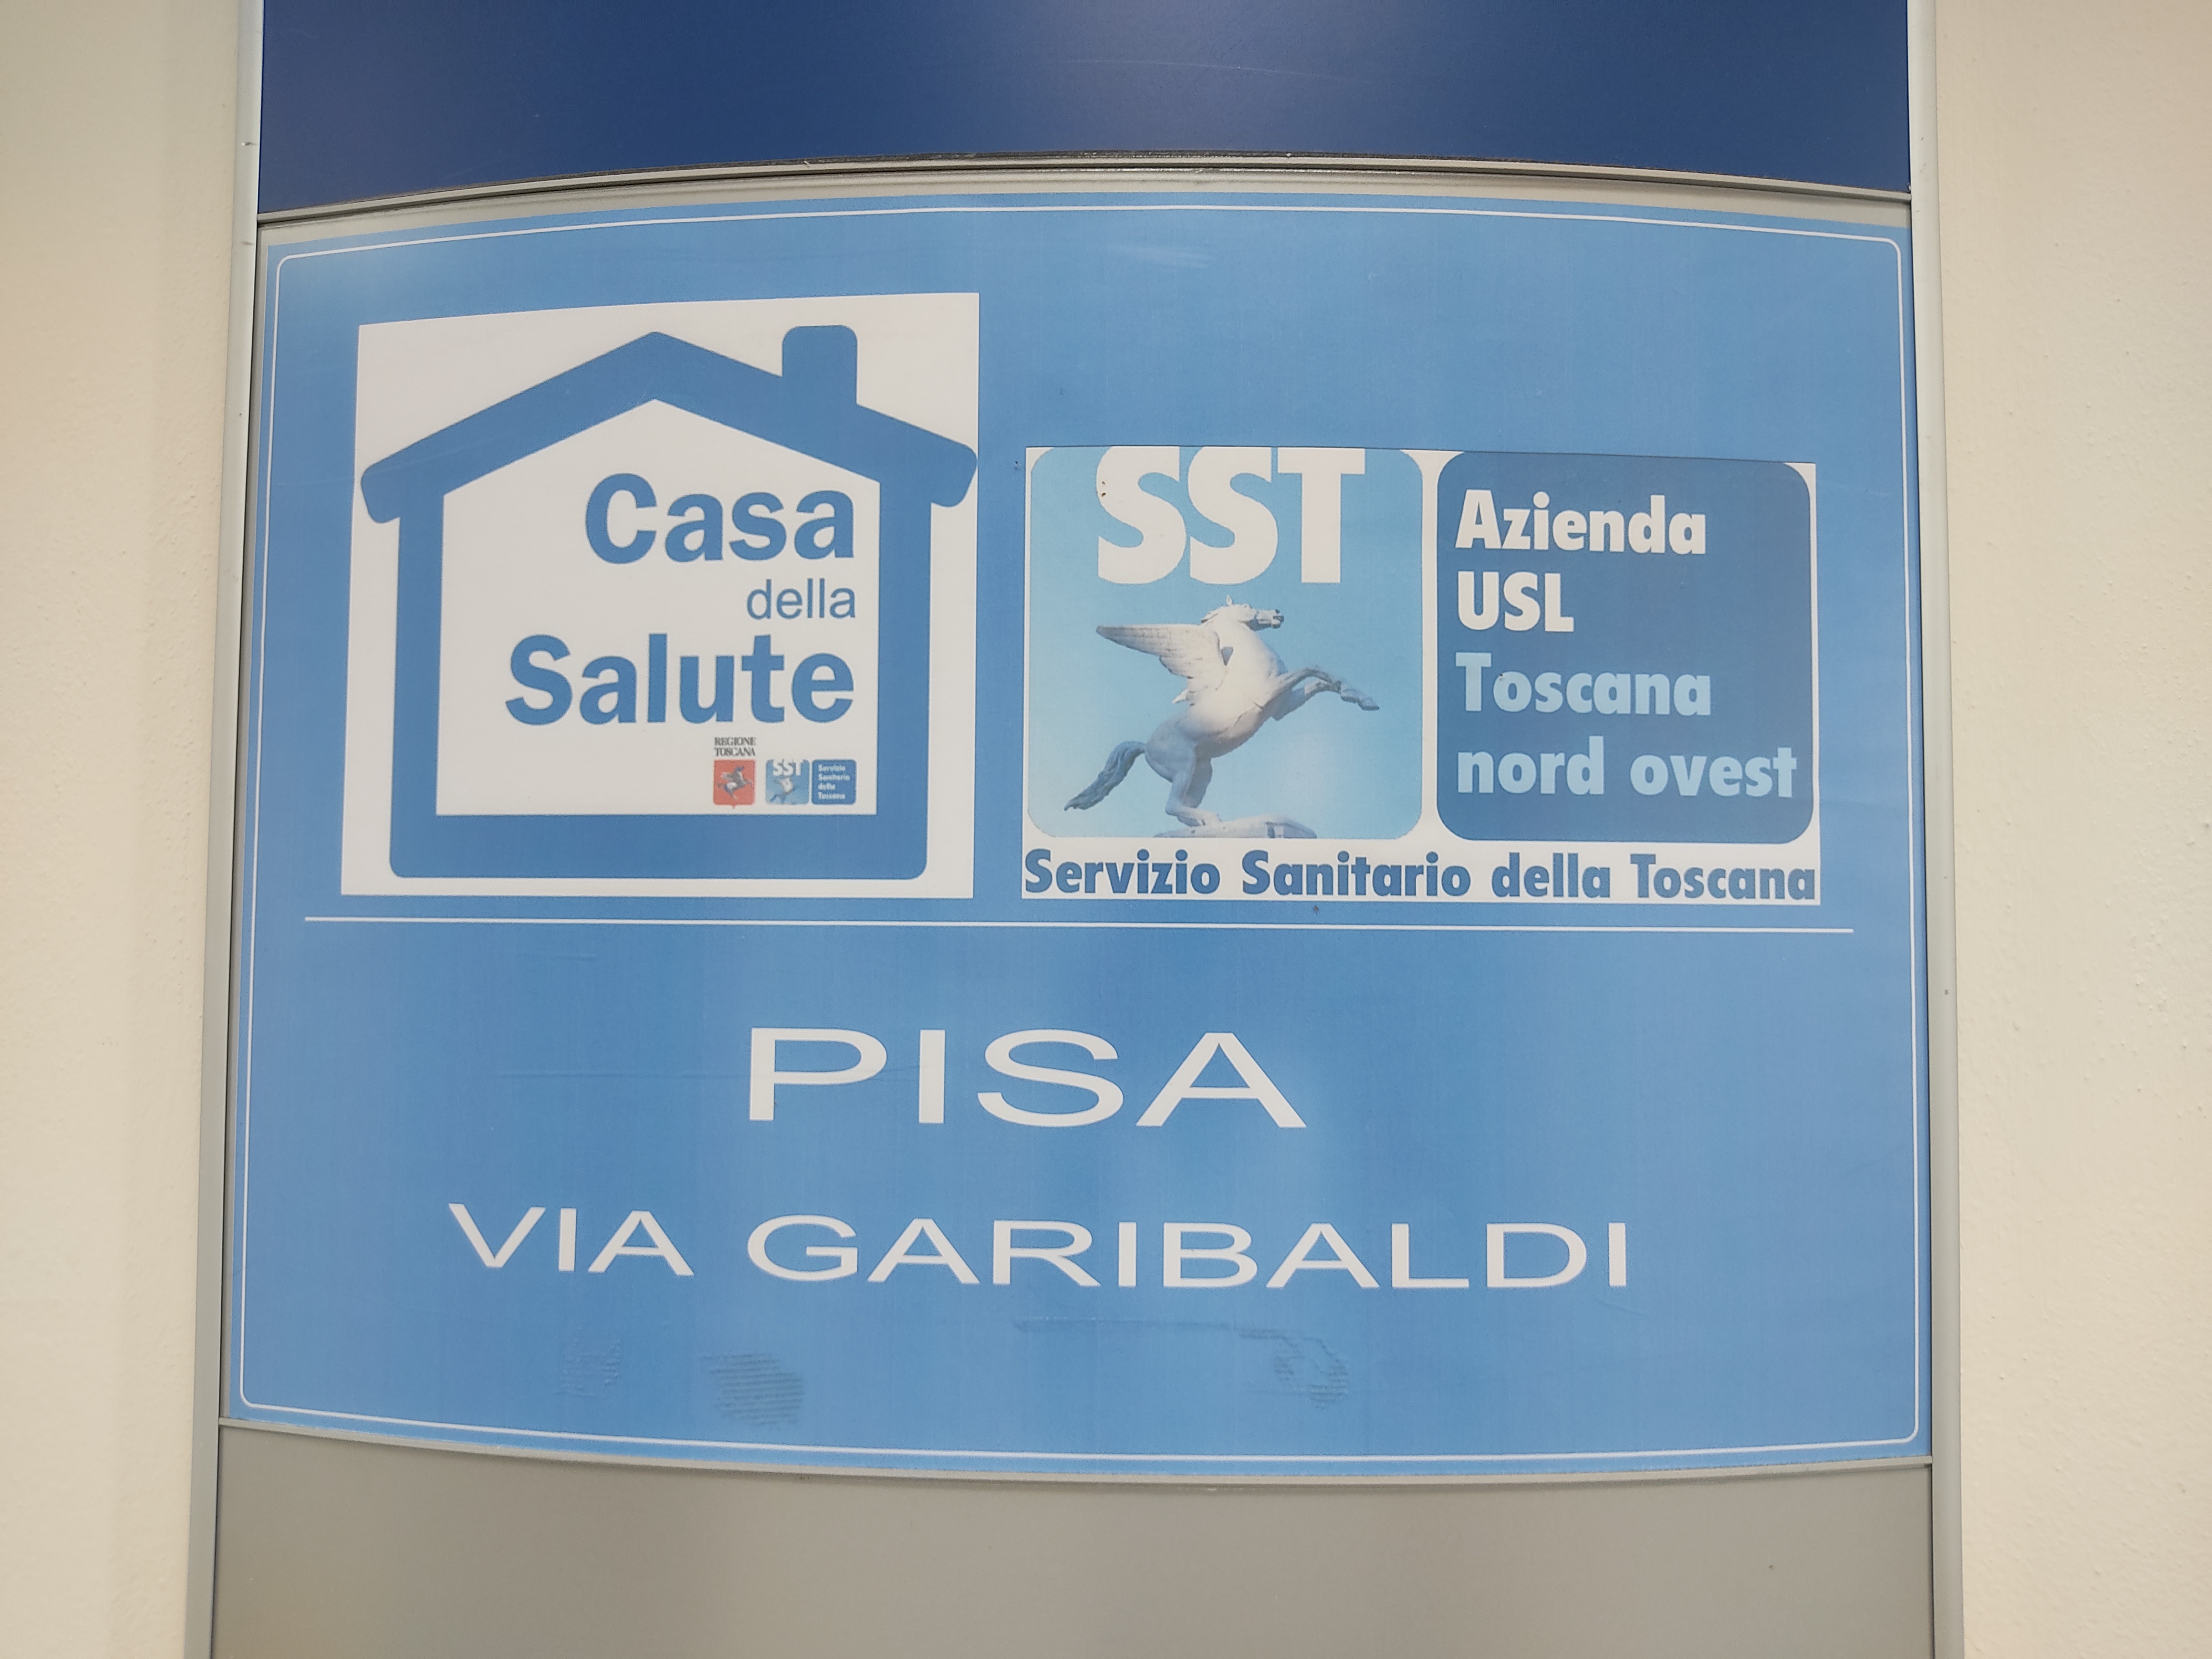 Casa
della
Salute
REGIONE
TOSCANA
SST
Servizio
Sanitario
della
Toscana
SST
Azienda
USL
Toscana
nord ovest
Servizio Sanitario della Toscana
PISA
VIA GARIBALDI